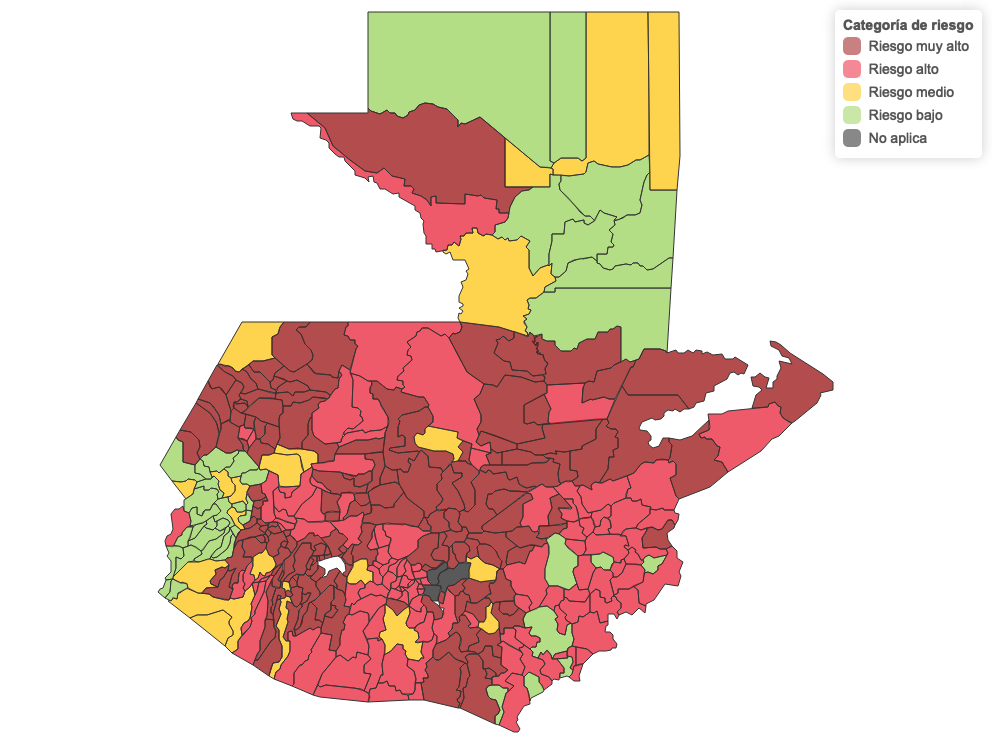 Categoría de riesgo
Riesgo muy alto
Riesgo alto
Riesgo medio
Riesgo bajo
No aplica